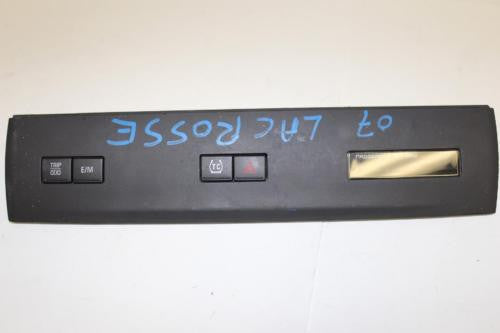 07 LACROSSE
TRIP
ODO
E/M
TC